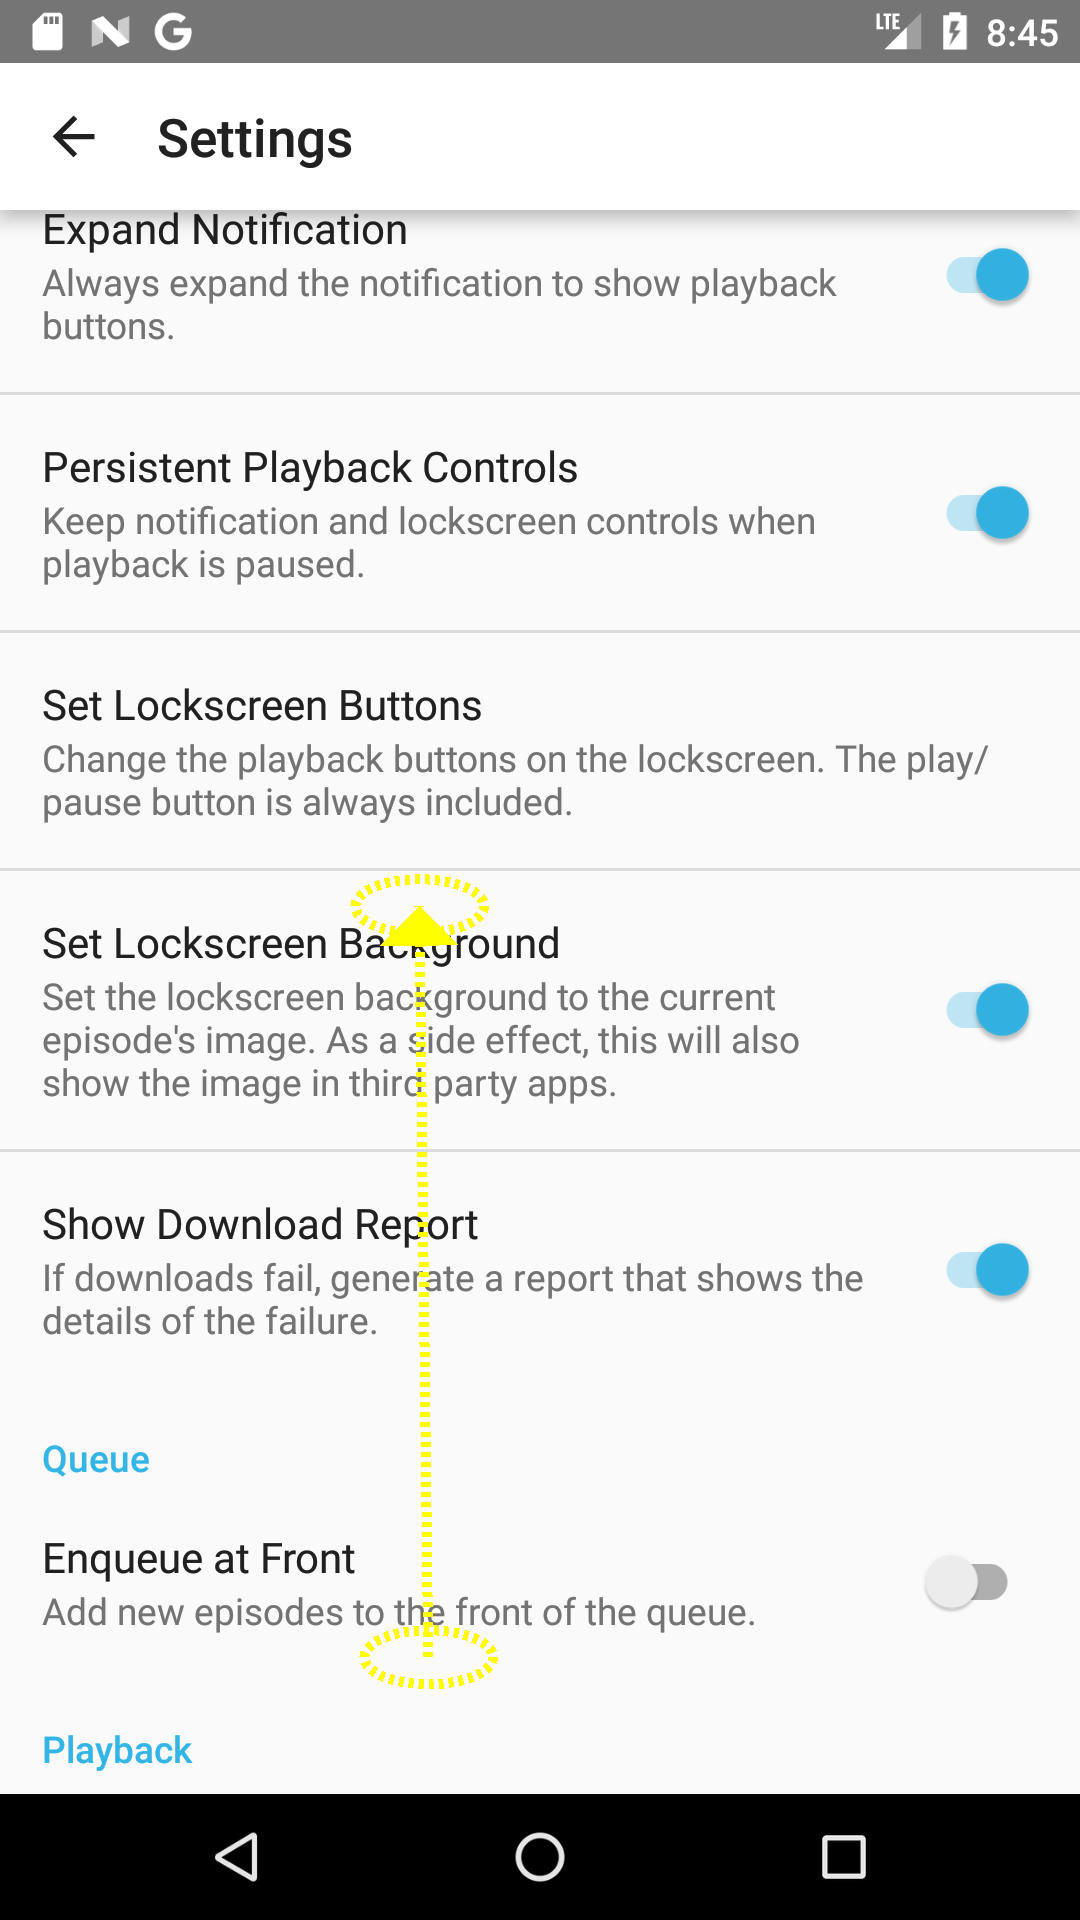 LTE 8:45
Settings
Expand Notification
Always expand the notification to show playback
buttons.
Persistent Playback Controls
Keep notification and lockscreen controls when
playback is paused.
Set Lockscreen Buttons
Change the playback buttons on the lockscreen. The play/
pause button is always included.
Set Lockscreen Background
Set the lockscreen background to the current
episode's image. As a side effect, this will also
show the image in third party apps.
Show Download Report
If downloads fail, generate a report that shows the
details of the failure.
Queue
Enqueue at Front
Add new episodes to the front of the queue.
Playback